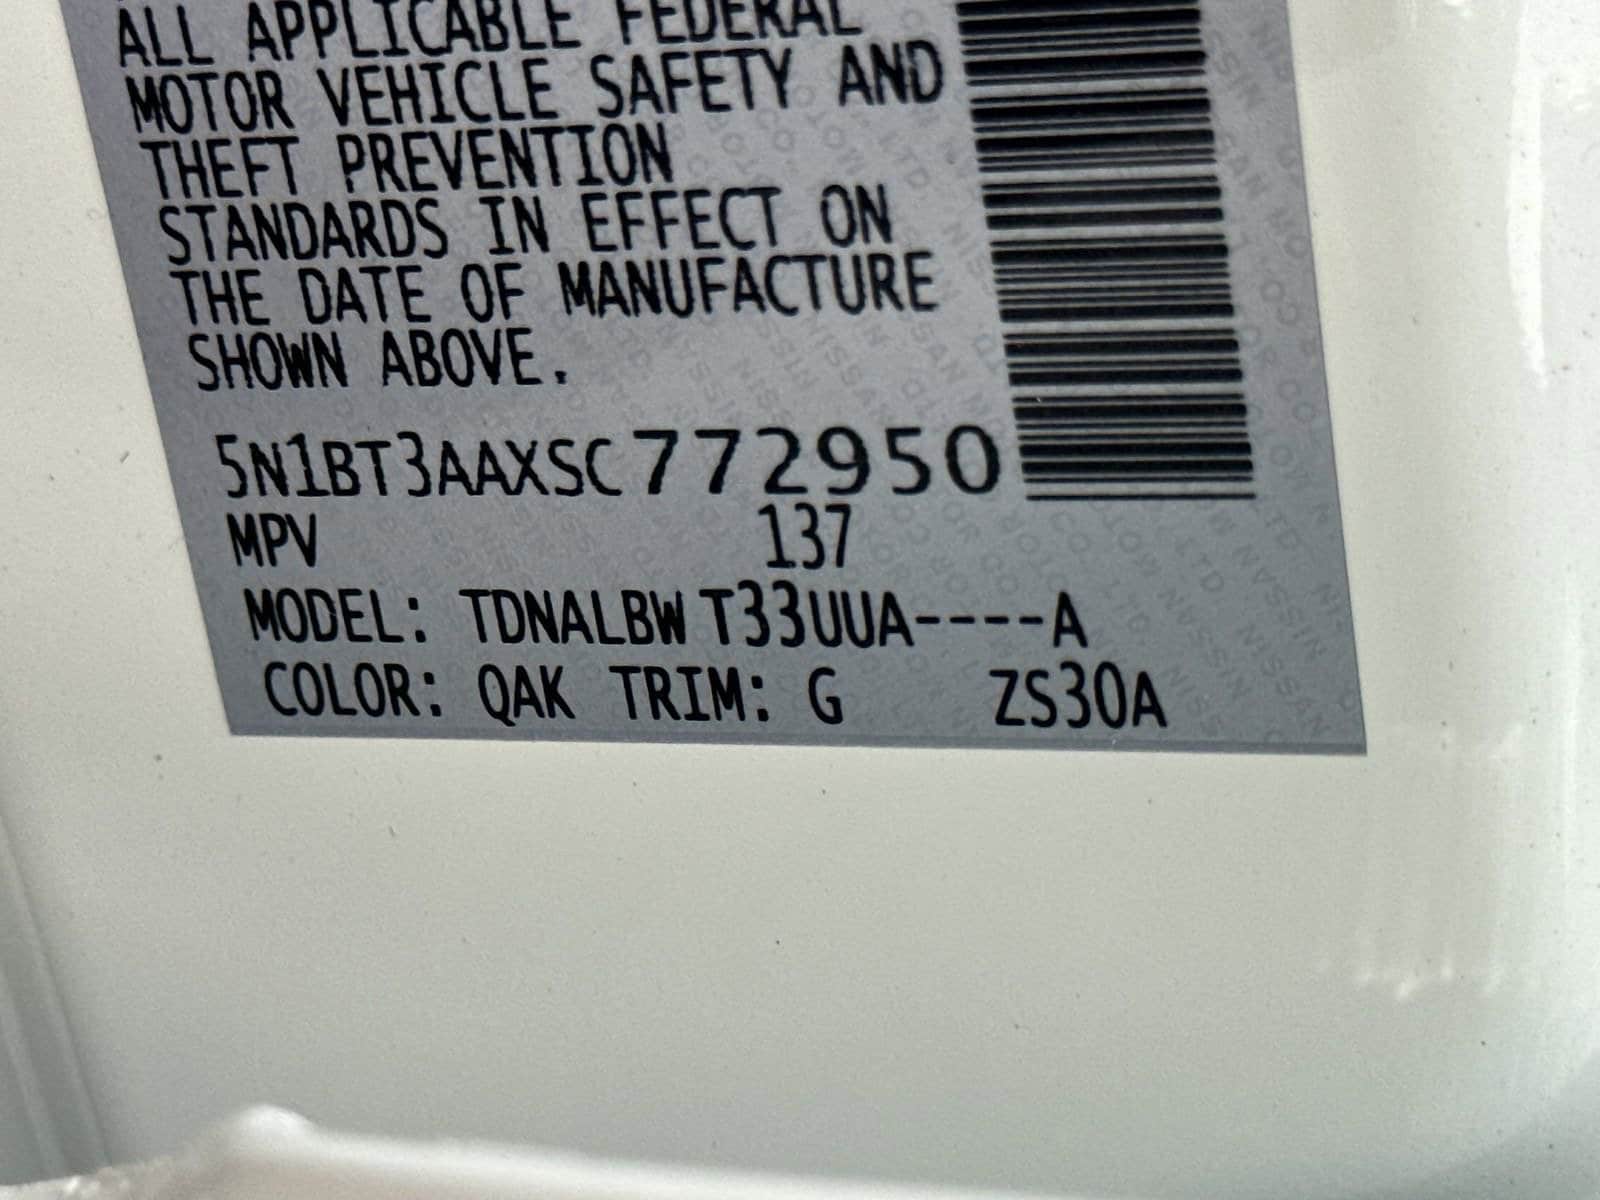 ALL APPLICABLE FEDERAL
MOTOR VEHICLE SAFETY AND
THEFT PREVENTION
STANDARDS IN EFFECT ON
THE DATE OF MANUFACTURE
SHOWN ABOVE.
5N1BT3AAXSC772950
MPV 137
MODEL: TDNALBW T33UUA----A
COLOR: QAK TRIM: G ZS30A